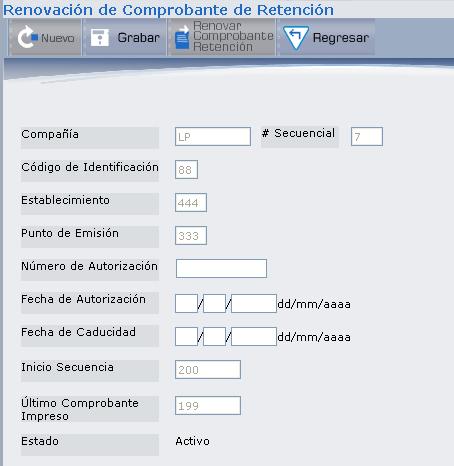 Renovación de Comprobante de Retención
Nuevo Grabar Renovar Comprobante Retención Regresar
Compañía LP # Secuencial 7
Código de Identificación 88
Establecimiento 444
Punto de Emisión 333
Número de Autorización
Fecha de Autorización / / dd/mm/aaaa
Fecha de Caducidad / / dd/mm/aaaa
Inicio Secuencia 200
Último Comprobante
Impreso 199
Estado Activo